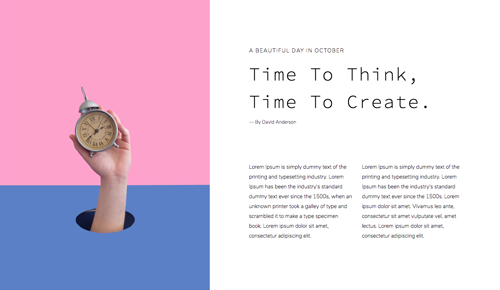 A BEAUTIFUL DAY IN OCTOBER
Time To Think,
Time To Create.
— By David Anderson
Lorem Ipsum is simply dummy text of the
printing and typesetting industry. Lorem
Ipsum has been the industry's standard
dummy text ever since the 1500s, when an
unknown printer took a galley of type and
scrambled it to make a type specimen
book. Lorem ipsum dolor sit amet,
consectetur adipiscing elit.
Lorem Ipsum is simply dummy text of the
printing and typesetting industry. Lorem
Ipsum has been the industry's standard
dummy text ever since the 1500s. Lorem
ipsum dolor sit amet. Vivamus leo ante,
consectetur sit amet vulputate vel, amet
lectus. Lorem ipsum dolor sit amet,
consectetur adipiscing elit.